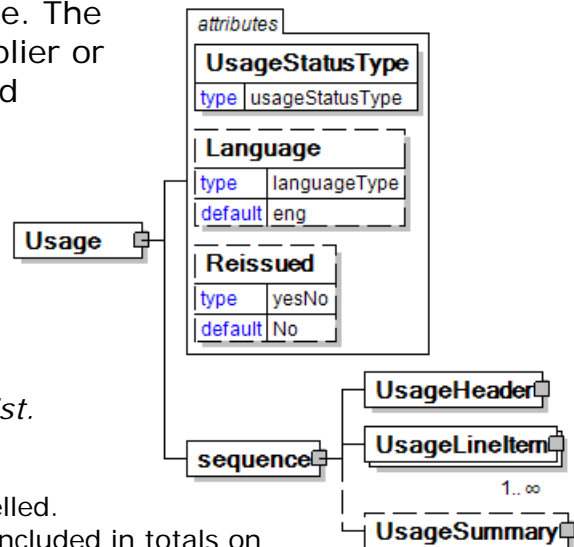 e. The
plier or
d
attributes
UsageStatusType
type usageStatusType
Language
type languageType
default eng
Reissued
type yesNo
default No
Usage
st.
UsageHeader
UsageLineItem
sequence
1.. ∞
elled.
ncluded in totals on
UsageSummary